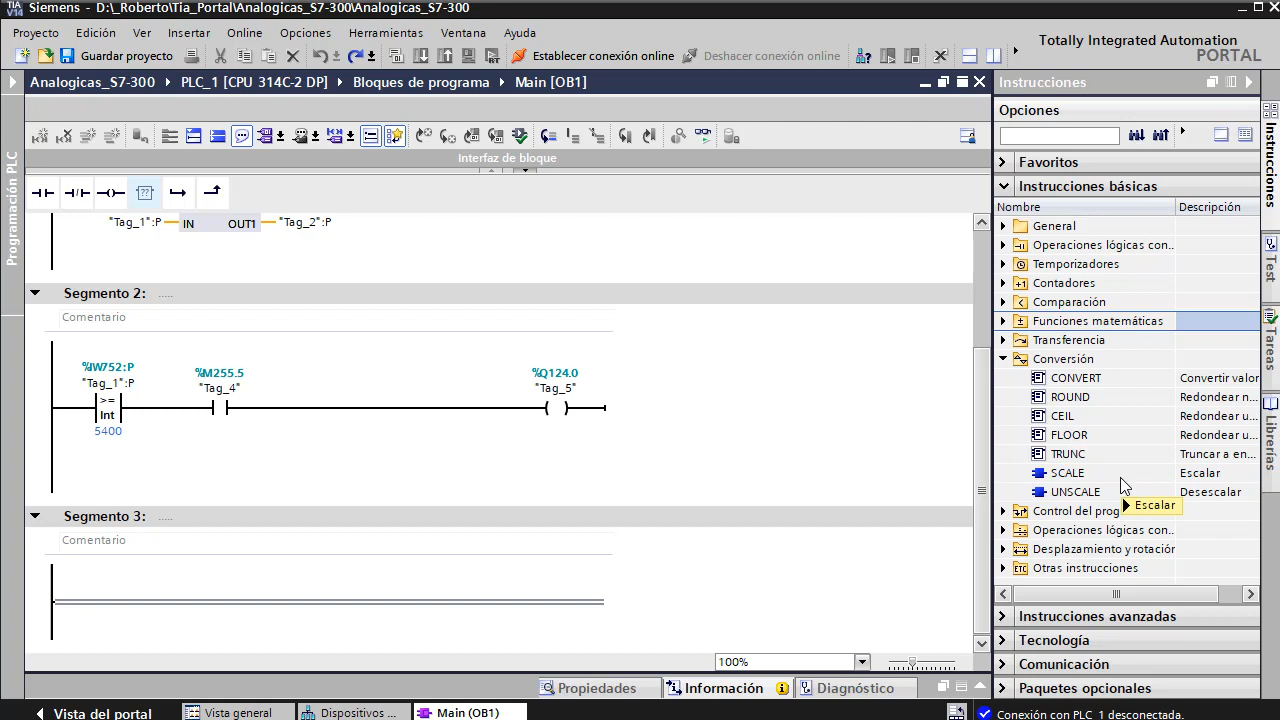 TIA
V14
Siemens - D:\_Roberto\Tia_Portal\Analogicas_S7-300\Analogicas_S7-300
Proyecto Edición Ver Insertar Online Opciones Herramientas Ventana Ayuda
Totally Integrated Automation
PORTAL
Guardar proyecto Establecer conexión online Deshacer conexión online
Analogicas_S7-300 PLC_1 [CPU 314C-2 DP] Bloques de programa Main [OB1]
Instrucciones
Opciones
Programación PLC
Interfaz de bloque
??
"Tag_1":P IN OUT1 "Tag_2":P
Segmento 2: .....
Comentario
%IW752:P
"Tag_1":P
>=
Int
5400
%M255.5
"Tag_4"
%Q124.0
"Tag_5"
Segmento 3: .....
Comentario
100%
Propiedades
Información
Diagnóstico
Favoritos
Instrucciones básicas
Nombre Descripción
General
Operaciones lógicas con...
Temporizadores
Contadores
Comparación
Funciones matemáticas
Transferencia
Conversión
CONVERT Convertir valor
ROUND Redondear n...
CEIL Redondear u...
FLOOR Redondear u...
TRUNC Truncar a en...
SCALE Escalar
UNSCALE Desescalar
Escalar
Control del prog
Operaciones lógicas con...
Desplazamiento y rotación
Otras instrucciones
Instrucciones avanzadas
Tecnología
Comunicación
Paquetes opcionales
Instrucciones
Test
Tareas
Librerías
Vista del portal
Vista general
Dispositivos ...
Main (OB1)
Conexión con PLC_1 desconectada.